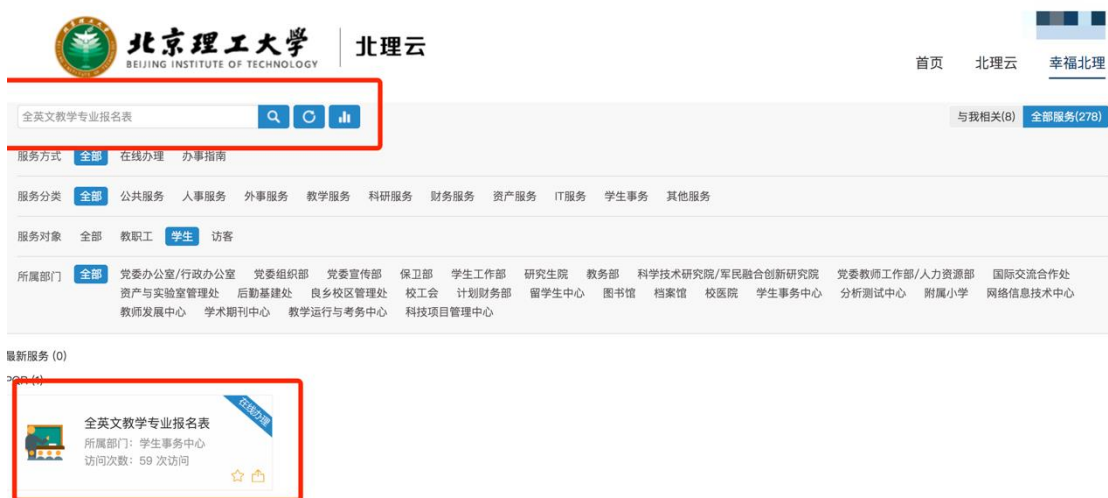 北京理工大学
BEIJING INSTITUTE OF TECHNOLOGY
北理云
首页 北理云 幸福北理
全英文教学专业报名表
与我相关(8) 全部服务(278)
服务方式 全部 在线办理 办事指南
服务分类 全部 公共服务 人事服务 外事服务 教学服务 科研服务 财务服务 资产服务 IT服务 学生事务 其他服务
服务对象 全部 教职工 学生 访客
所属部门 全部 党委办公室/行政办公室 党委组织部 党委宣传部 保卫部 学生工作部 研究生院 教务部 科学技术研究院/军民融合创新研究院 党委教师工作部/人力资源部 国际交流合作处
资产与实验室管理处 后勤基建处 良乡校区管理处 校工会 计划财务部 留学生中心 图书馆 档案馆 校医院 学生事务中心 分析测试中心 附属小学 网络信息技术中心
教师发展中心 学术期刊中心 教学运行与考务中心 科技项目管理中心
最新服务 (0)
PQR (1)
在线办理
全英文教学专业报名表
所属部门：学生事务中心
访问次数：59 次访问